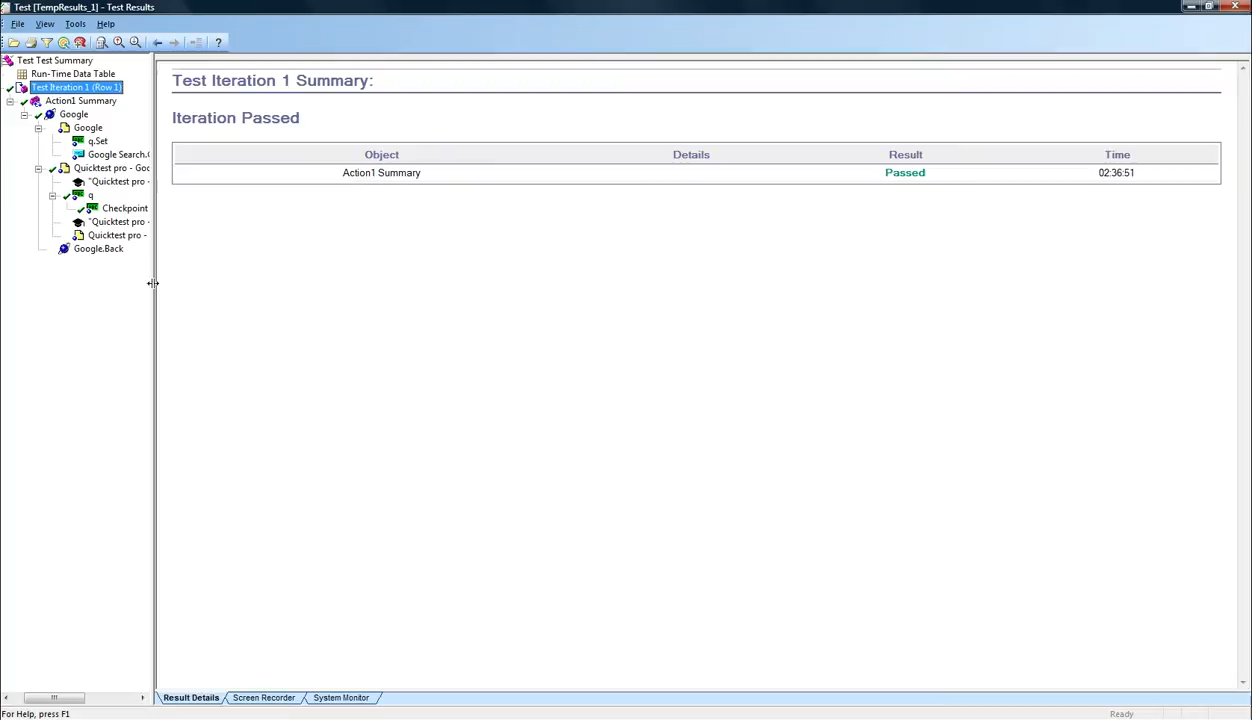 Test [TempResults_1] - Test Results
File View Tools Help
Test Test Summary
Run-Time Data Table
Test Iteration 1 (Row 1)
Action1 Summary
Google
Google
q.Set
Google Search.C
Quicktest pro - Goo
"Quicktest pro -
q
Checkpoint
"Quicktest pro -
Quicktest pro -
Google.Back
Test Iteration 1 Summary:
Iteration Passed
Object Details Result Time
Action1 Summary Passed 02:36:51
Result Details Screen Recorder System Monitor
For Help, press F1 Ready